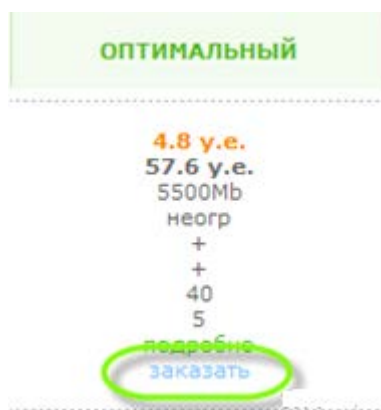 ОПТИМАЛЬНЫЙ
4.8 у.е.
57.6 у.е.
5500Mb
неогр
+
+
40
5
подробно
заказать